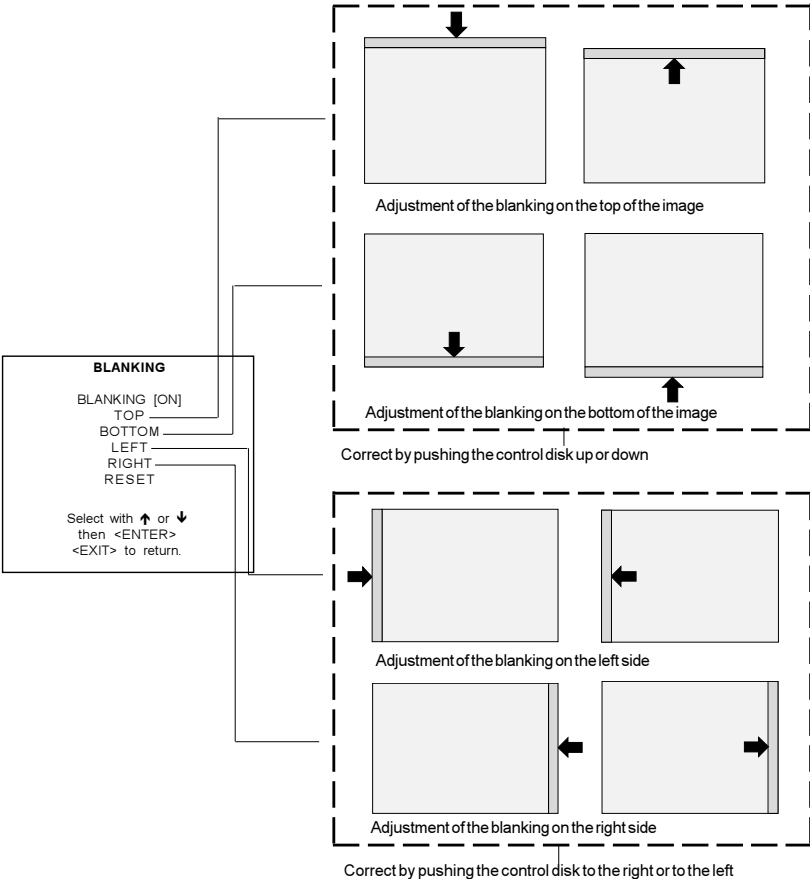 Adjustment of the blanking on the top of the image
Adjustment of the blanking on the bottom of the image
Correct by pushing the control disk up or down
BLANKING
BLANKING [ON]
TOP
BOTTOM
LEFT
RIGHT
RESET
Select with ↑ or ↓
then <ENTER>
<EXIT> to return.
Adjustment of the blanking on the left side
Adjustment of the blanking on the right side
Correct by pushing the control disk to the right or to the left